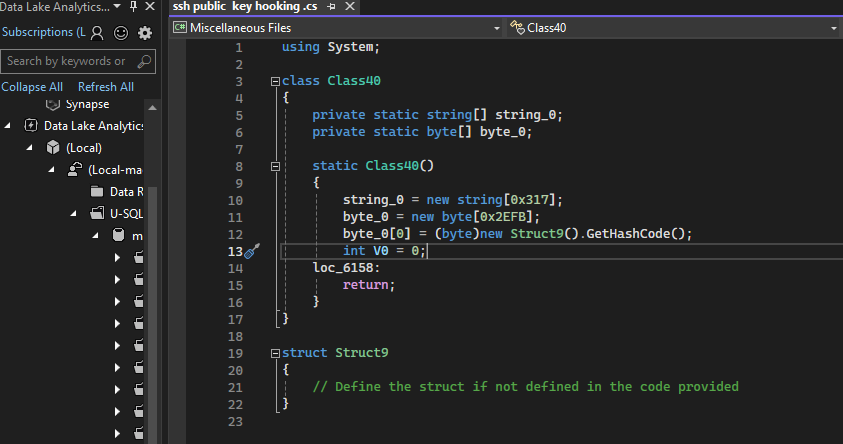 Data Lake Analytics...
Subscriptions (L
Search by keywords or
Collapse All Refresh All
Synapse
Data Lake Analytics
(Local)
(Local-ma
Data R
U-SQL
m
ssh public key hooking .cs
C# Miscellaneous Files
Class40
1 using System;
2
3 class Class40
4 {
5 private static string[] string_0;
6 private static byte[] byte_0;
7
8 static Class40()
9 {
10 string_0 = new string[0x317];
11 byte_0 = new byte[0x2EFB];
12 byte_0[0] = (byte)new Struct9().GetHashCode();
13 int V0 = 0;
14 loc_6158:
15 return;
16 }
17 }
18
19 struct Struct9
20 {
21 // Define the struct if not defined in the code provided
22 }
23